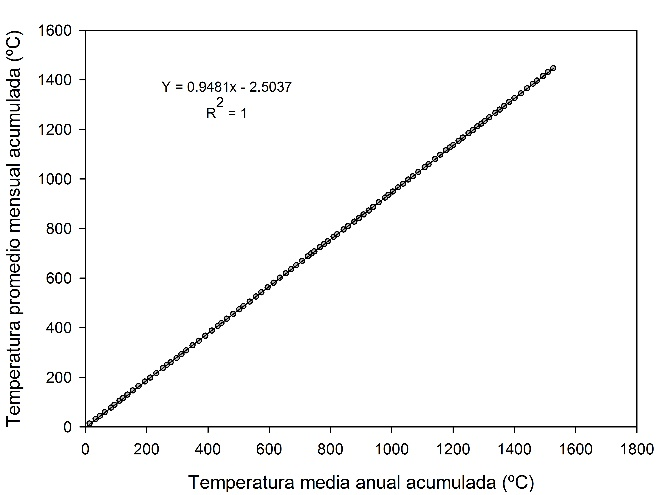 Temperatura promedio mensual acumulada (ºC)
1600
1400
1200
1000
800
600
400
200
0
Y = 0.9481x - 2.5037
R² = 1
0 200 400 600 800 1000 1200 1400 1600 1800
Temperatura media anual acumulada (ºC)